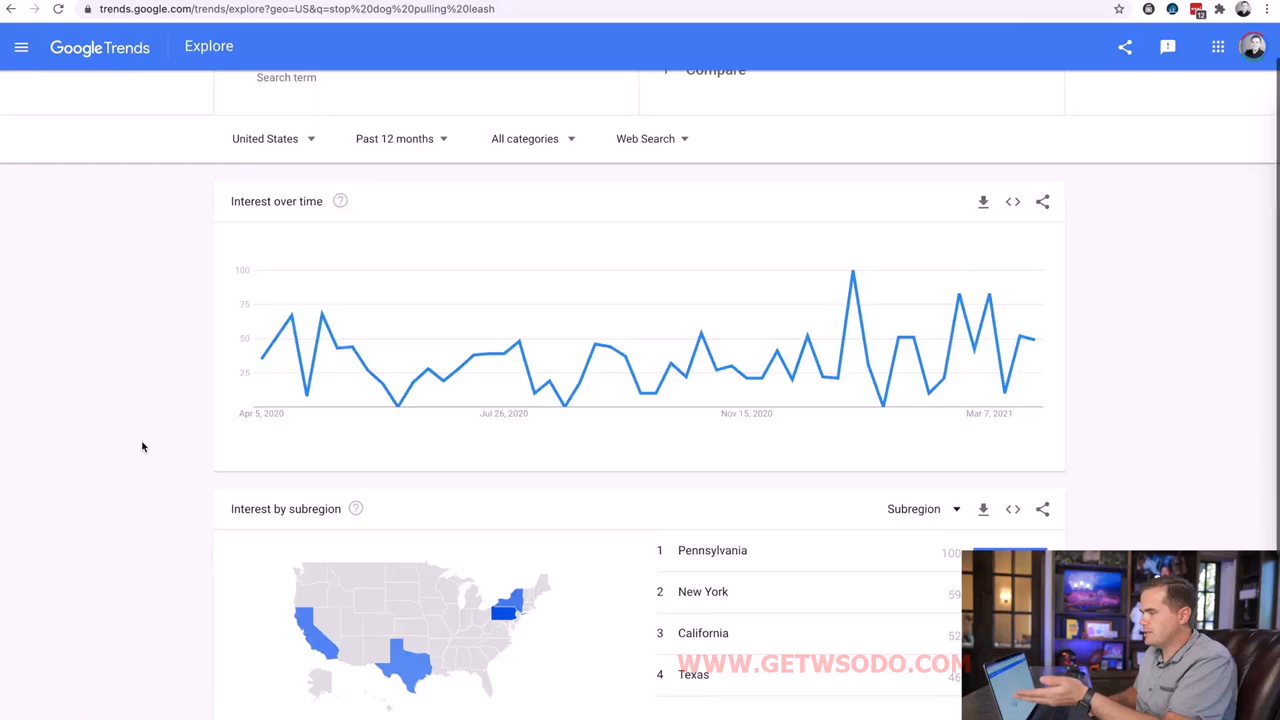 trends.google.com/trends/explore?geo=US&q=stop%20dog%20pulling%20leash
12
Google Trends Explore
Search term
+ Compare
United States Past 12 months All categories Web Search
Interest over time ?
100
75
50
25
Apr 5, 2020 Jul 26, 2020 Nov 15, 2020 Mar 7, 2021
Interest by subregion ? Subregion
1 Pennsylvania 100
2 New York 59
3 California 52
WWW.GETWSODO.COM
4 Texas 46